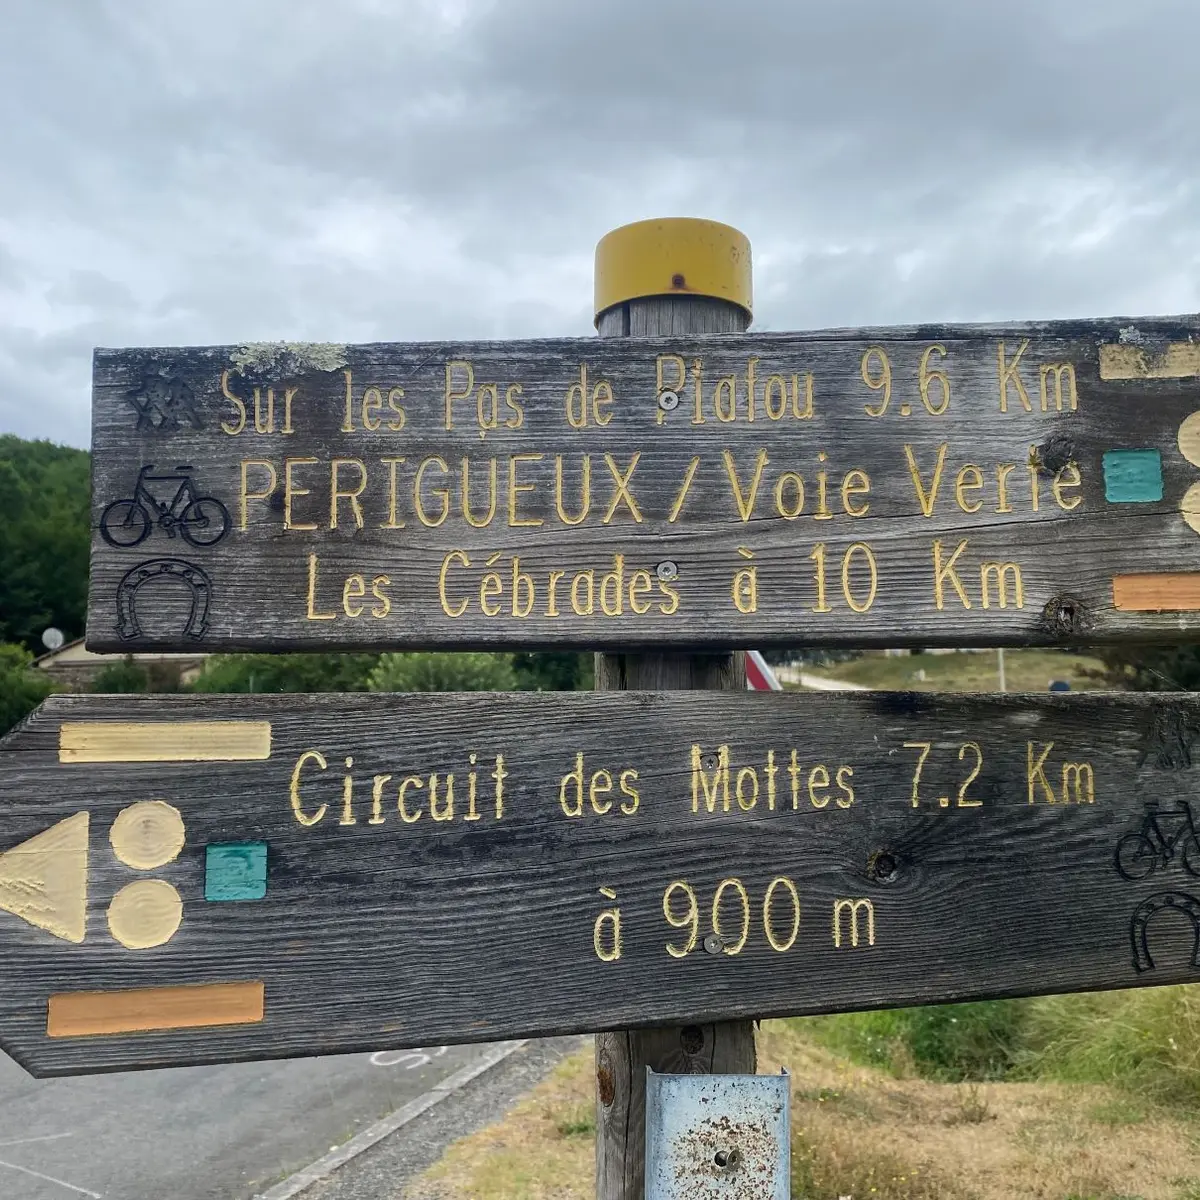 Sur les Pas de Piafou 9.6 Km
PERIGUEUX / Voie Verte
Les Cébrades à 10 Km
Circuit des Mottes 7.2 Km
à 900 m